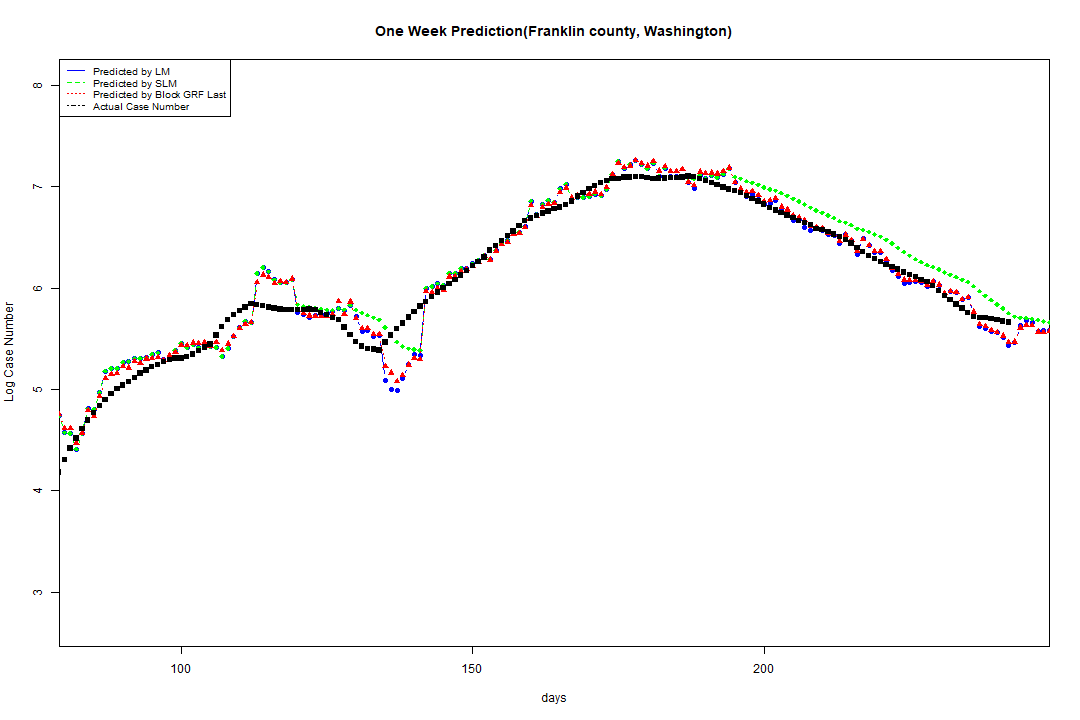 One Week Prediction(Franklin county, Washington)
Predicted by LM
Predicted by SLM
Predicted by Block GRF Last
Actual Case Number
8
7
6
5
4
3
Log Case Number
100 150 200
days